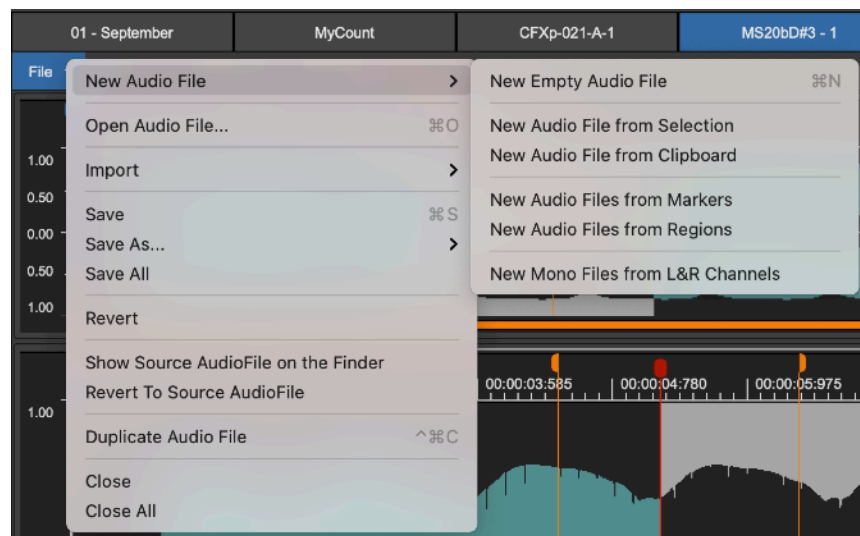 01 - September
MyCount
CFXp-021-A-1
MS20bD#3 - 1
File
New Audio File
Open Audio File... ⌘O
Import
Save ⌘S
Save As...
Save All
Revert
Show Source AudioFile on the Finder
Revert To Source AudioFile
Duplicate Audio File ^⌘C
Close
Close All
New Empty Audio File ⌘N
New Audio File from Selection
New Audio File from Clipboard
New Audio Files from Markers
New Audio Files from Regions
New Mono Files from L&R Channels
1.00
0.50
0.00
0.50
1.00
00:00:03:585
00:00:04:780
00:00:05:975
1.00